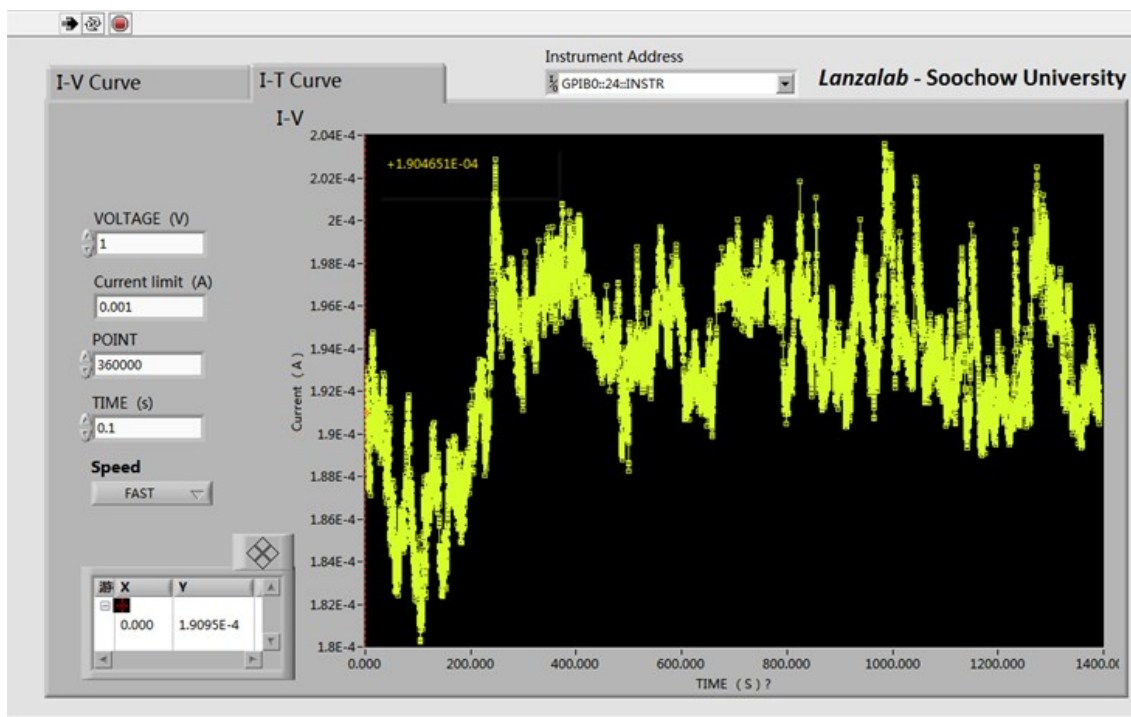 Instrument Address
I-V Curve
I-T Curve
GPIB0::24::INSTR
Lanzalab - Soochow University
I-V
2.04E-4
+1.904651E-04
2.02E-4
VOLTAGE (V)
2E-4
1
1.98E-4
Current limit (A)
0.001
1.96E-4
POINT
1.94E-4
360000
Current (A)
1.92E-4
TIME (s)
0.1
1.9E-4
Speed
1.88E-4
FAST
1.86E-4
1.84E-4
游 X Y
1.82E-4
0.000 1.9095E-4
1.8E-4
0.000 200.000 400.000 600.000 800.000 1000.000 1200.000 1400.0
TIME (S)?